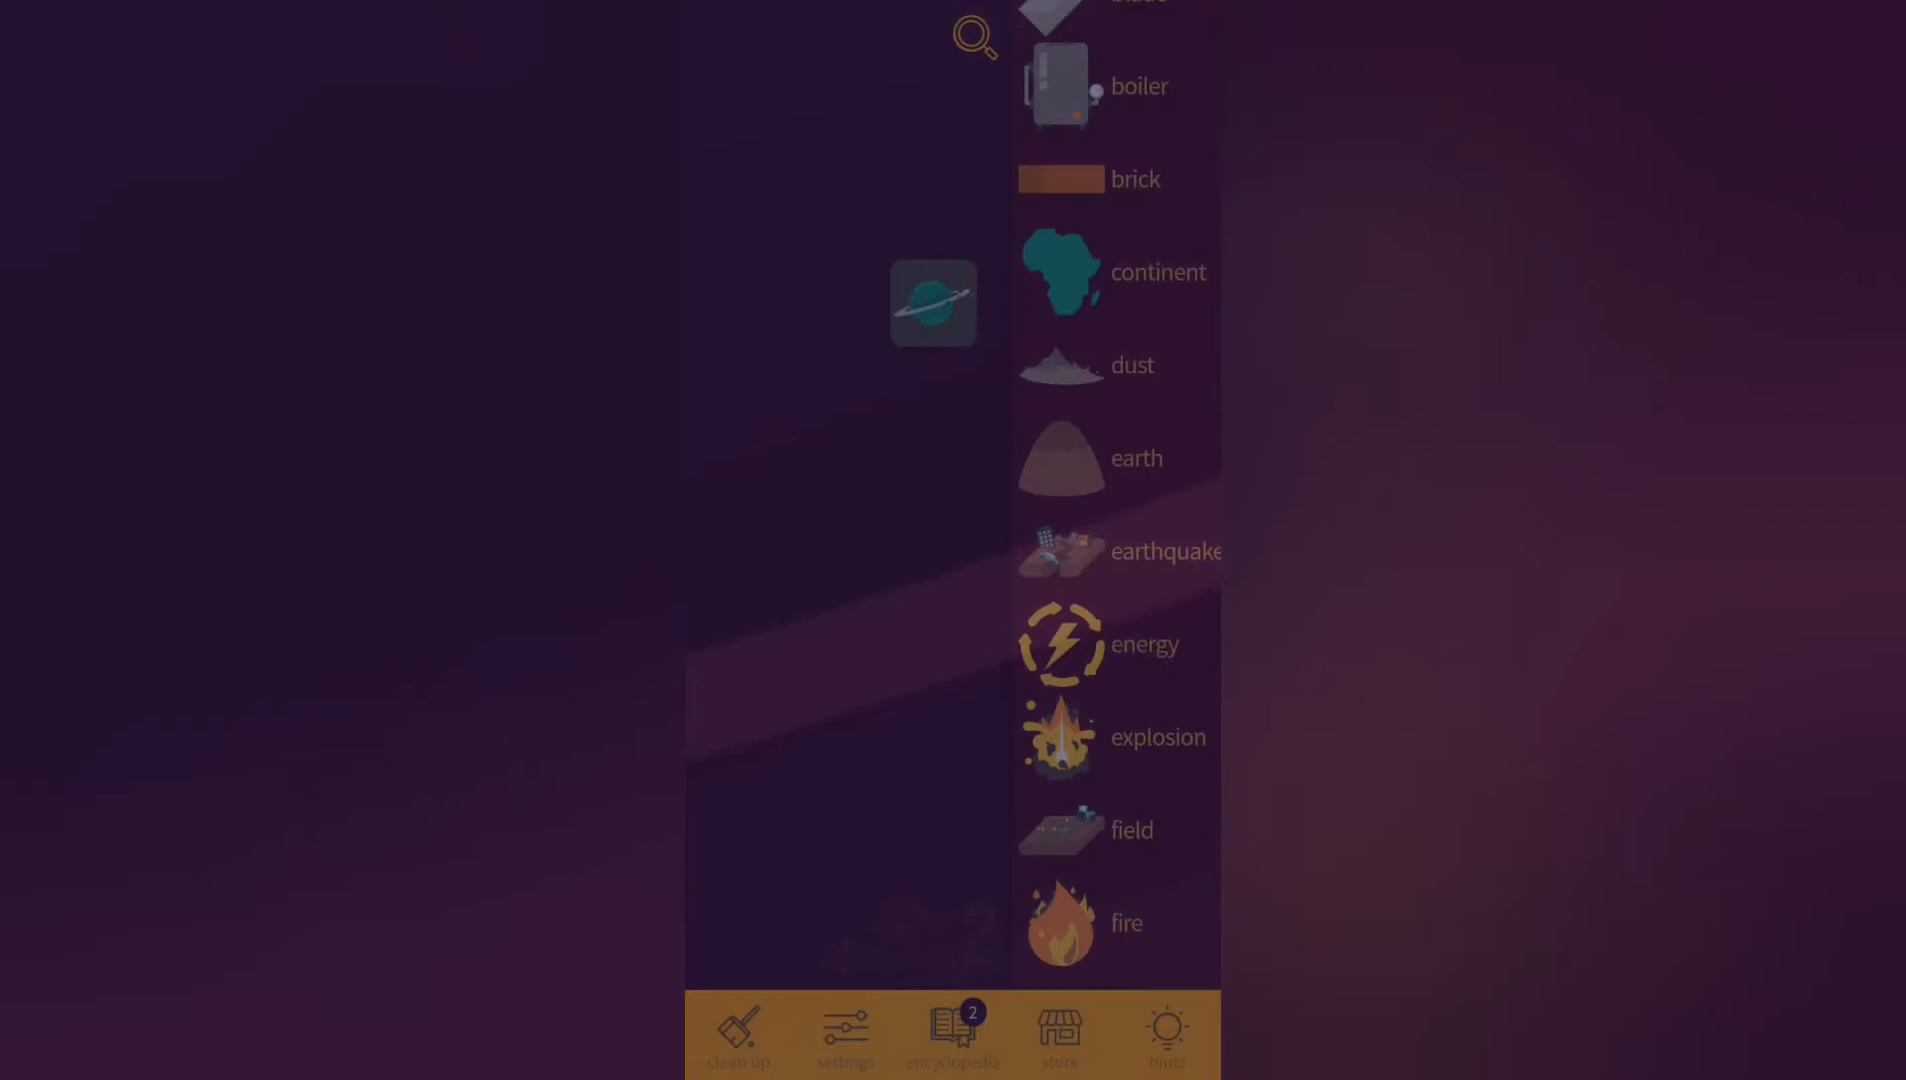 boiler
brick
continent
dust
earth
earthquake
energy
explosion
field
fire
2
clean up
settings
encyclopedia
store
hints